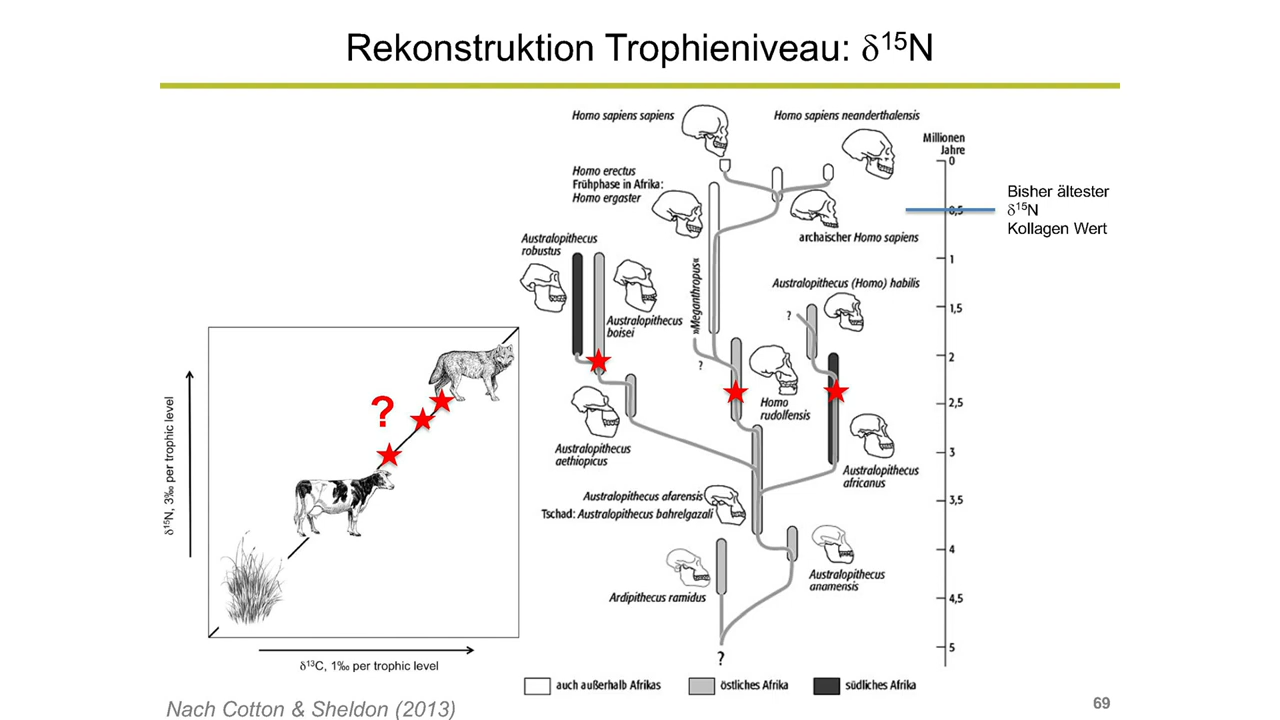 Rekonstruktion Trophieniveau: δ15N
Homo sapiens sapiens
Homo sapiens neanderthalensis
Millionen
Jahre
0
Homo erectus
Frühphase in Afrika:
Homo ergaster
Bisher ältester
δ15N
Kollagen Wert
0,5
archaischer Homo sapiens
Australopithecus
robustus
1
»Meganthropus«
Australopithecus (Homo) habilis
1,5
?
Australopithecus
boisei
2
?
Homo
rudolfensis
2,5
Australopithecus
aethiopicus
3
Australopithecus
africanus
Australopithecus afarensis
Tschad: Australopithecus bahrelgazali
3,5
4
Australopithecus
anamensis
Ardipithecus ramidus
4,5
5
?
?
δ15N, 3‰ per trophic level
δ13C, 1‰ per trophic level
auch außerhalb Afrikas
östliches Afrika
südliches Afrika
Nach Cotton & Sheldon (2013)
69